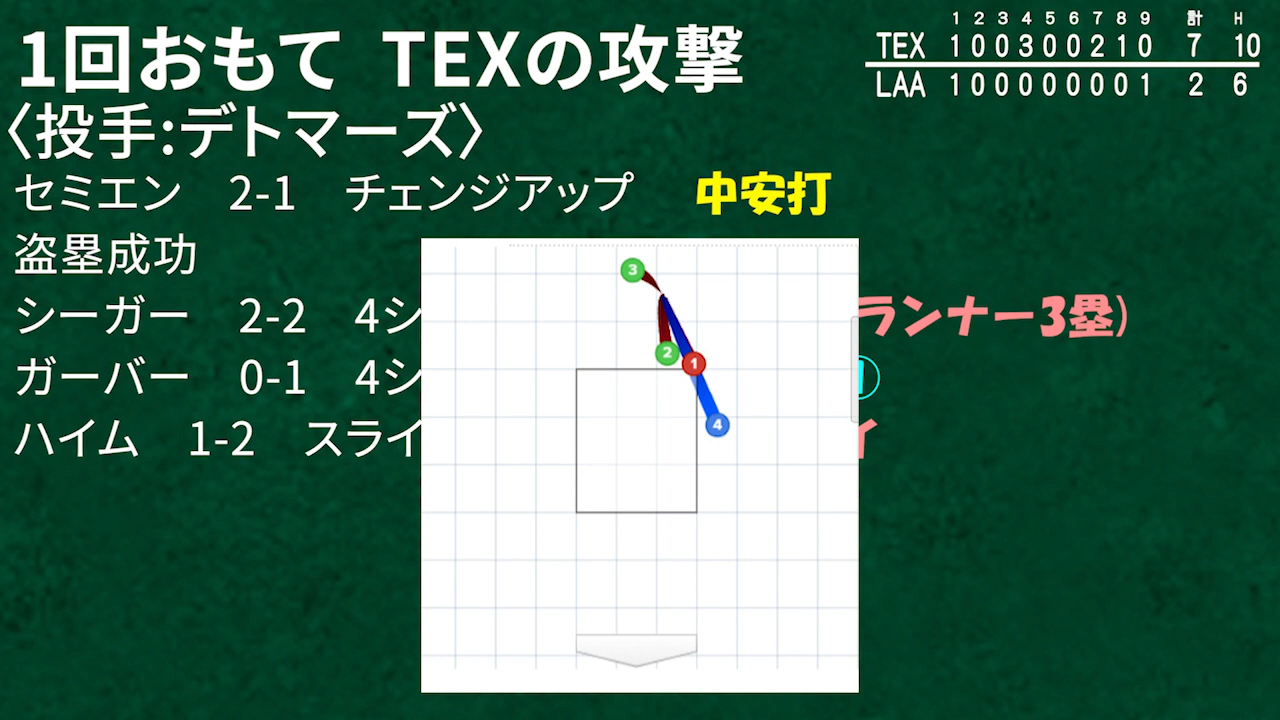 1回おもて TEXの攻撃
1 2 3 4 5 6 7 8 9 計 H
TEX 1 0 0 3 0 0 2 1 0 7 10
LAA 1 0 0 0 0 0 0 0 1 2 6
〈投手:デトマーズ〉
セミエン 2-1 チェンジアップ 中安打
盗塁成功
シーガー 2-2 4シ ランナー3塁)
ガーバー 0-1 4シ
ハイム 1-2 スライ
3
2
1
4